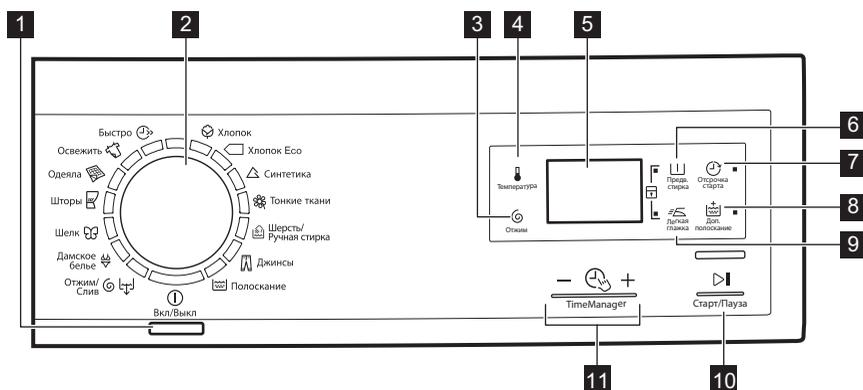 1
2
3
4
5
6
7
8
9
10
11
Быстро
Освежить
Одеяла
Шторы
Шелк
Дамское
белье
Отжим/
Слив
Хлопок
Хлопок Eco
Синтетика
Тонкие ткани
Шерсть/
Ручная стирка
Джинсы
Полоскание
Вкл/Выкл
Температура
Отжим
Предв.
стирка
Отсрочка
старта
Легкая
глажка
Доп.
полоскание
TimeManager
Старт/Пауза